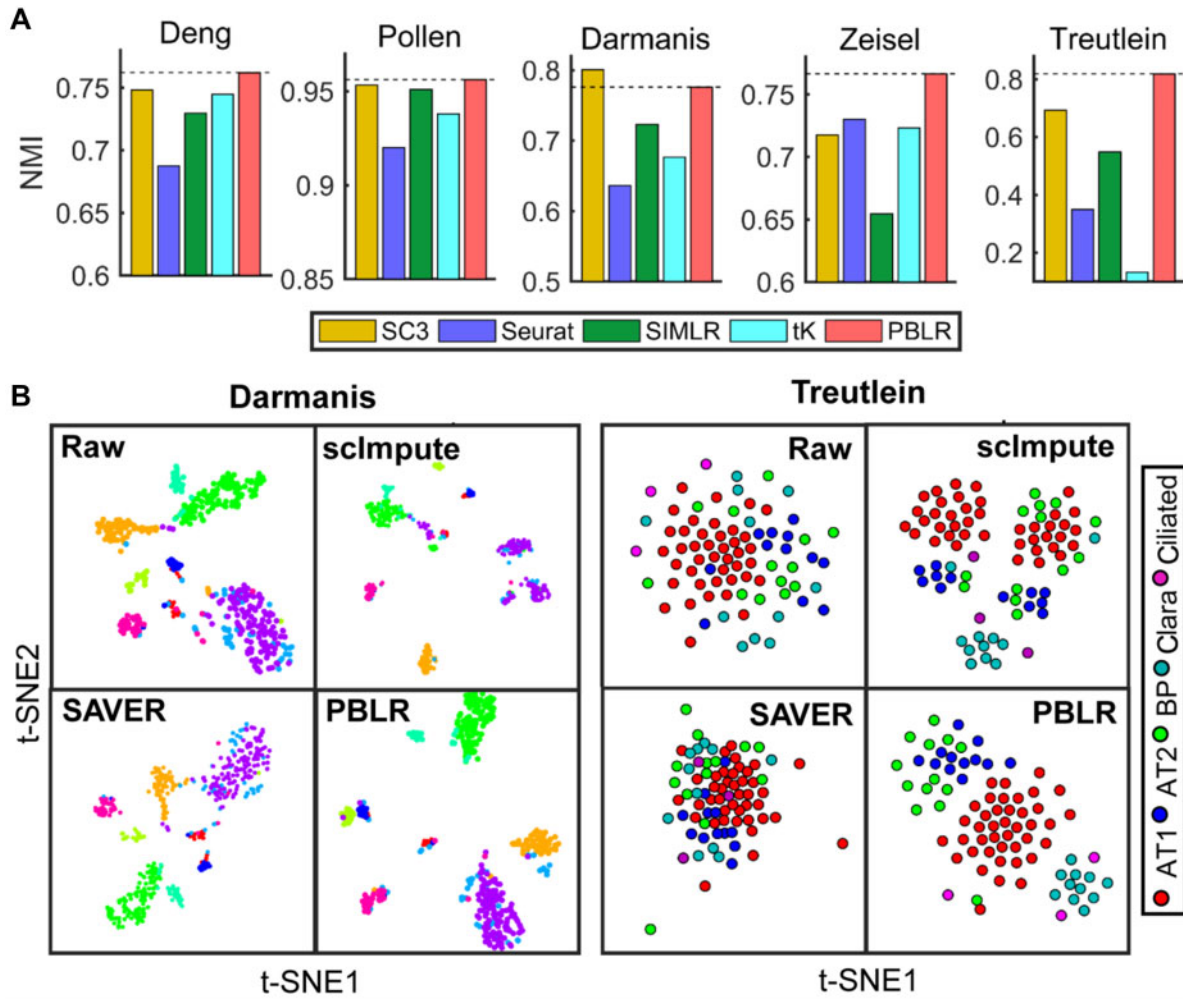 A
Deng
Pollen
Darmanis
Zeisel
Treutlein
NMI
0.75
0.7
0.65
0.6
0.95
0.9
0.85
0.8
0.7
0.6
0.5
0.75
0.7
0.65
0.6
0.8
0.6
0.4
0.2
SC3 Seurat SIMLR tK PBLR
B
Darmanis
Treutlein
Raw
scImpute
Raw
scImpute
SAVER
PBLR
SAVER
PBLR
t-SNE2
t-SNE1
t-SNE1
AT1 AT2 BP Clara Ciliated